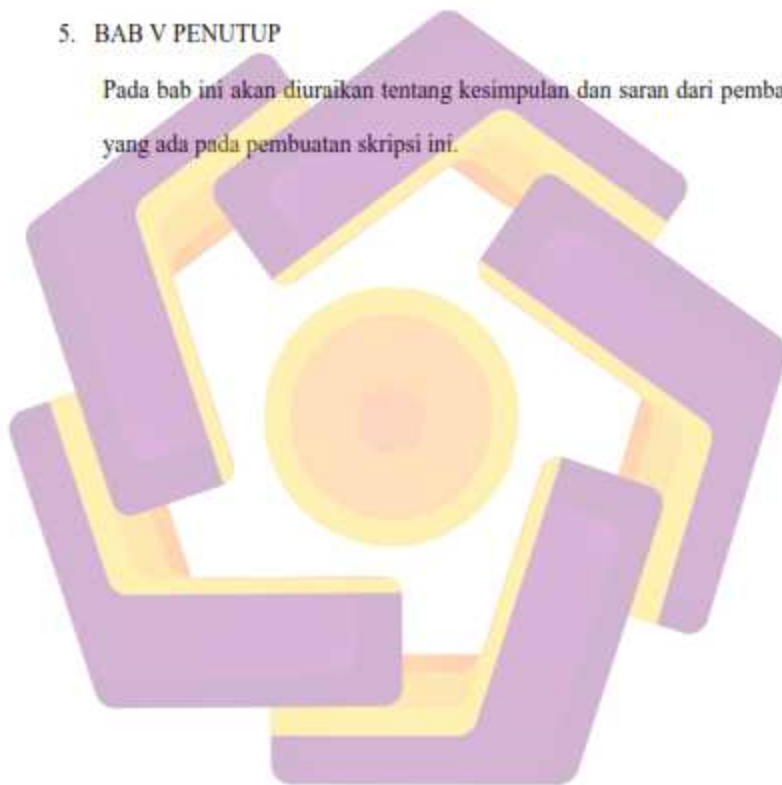 5. BAB V PENUTUP
Pada bab ini akan diuraikan tentang kesimpulan dan saran dari pemba
yang ada pada pembuatan skripsi ini.